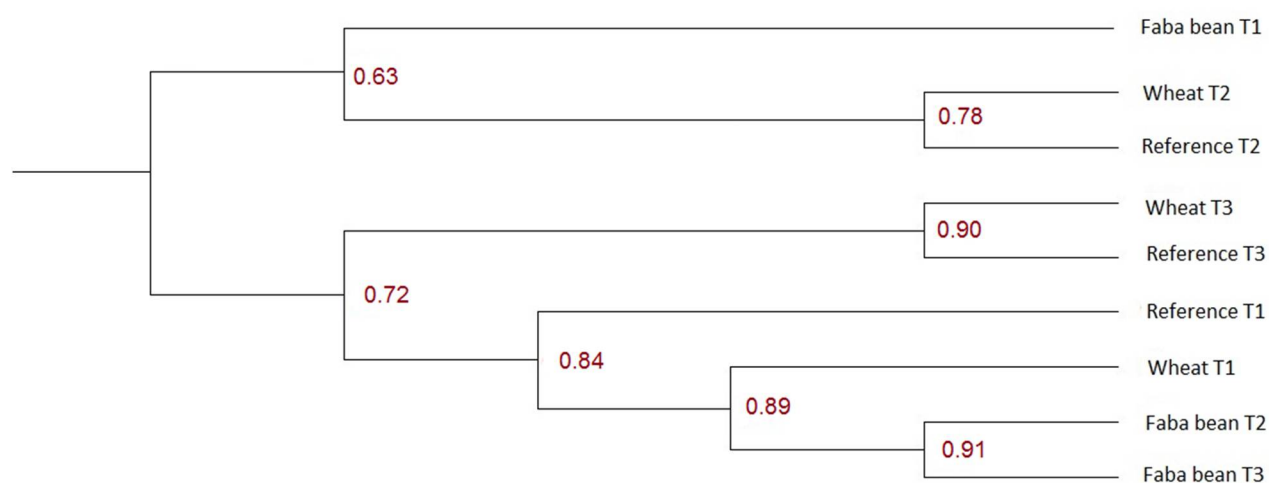 Faba bean T1
0.63
Wheat T2
0.78
Reference T2
Wheat T3
0.90
Reference T3
0.72
Reference T1
0.84
Wheat T1
0.89
Faba bean T2
0.91
Faba bean T3